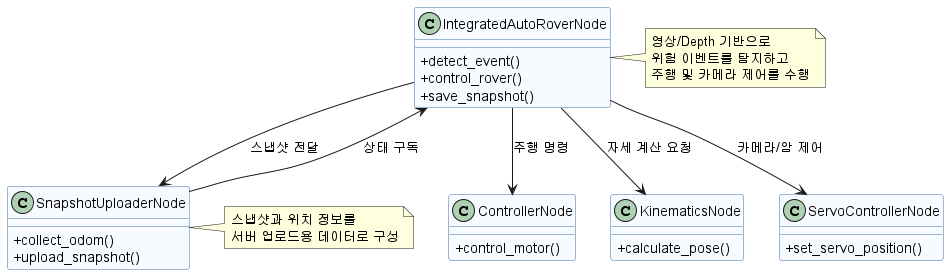 C IntegratedAutoRoverNode
+detect_event()
+control_rover()
+save_snapshot()
영상/Depth 기반으로
위험 이벤트를 탐지하고
주행 및 카메라 제어를 수행
스냅샷 전달
상태 구독
주행 명령
자세 계산 요청
카메라/암 제어
C SnapshotUploaderNode
+collect_odom()
+upload_snapshot()
스냅샷과 위치 정보를
서버 업로드용 데이터로 구성
C ControllerNode
+control_motor()
C KinematicsNode
+calculate_pose()
C ServoControllerNode
+set_servo_position()